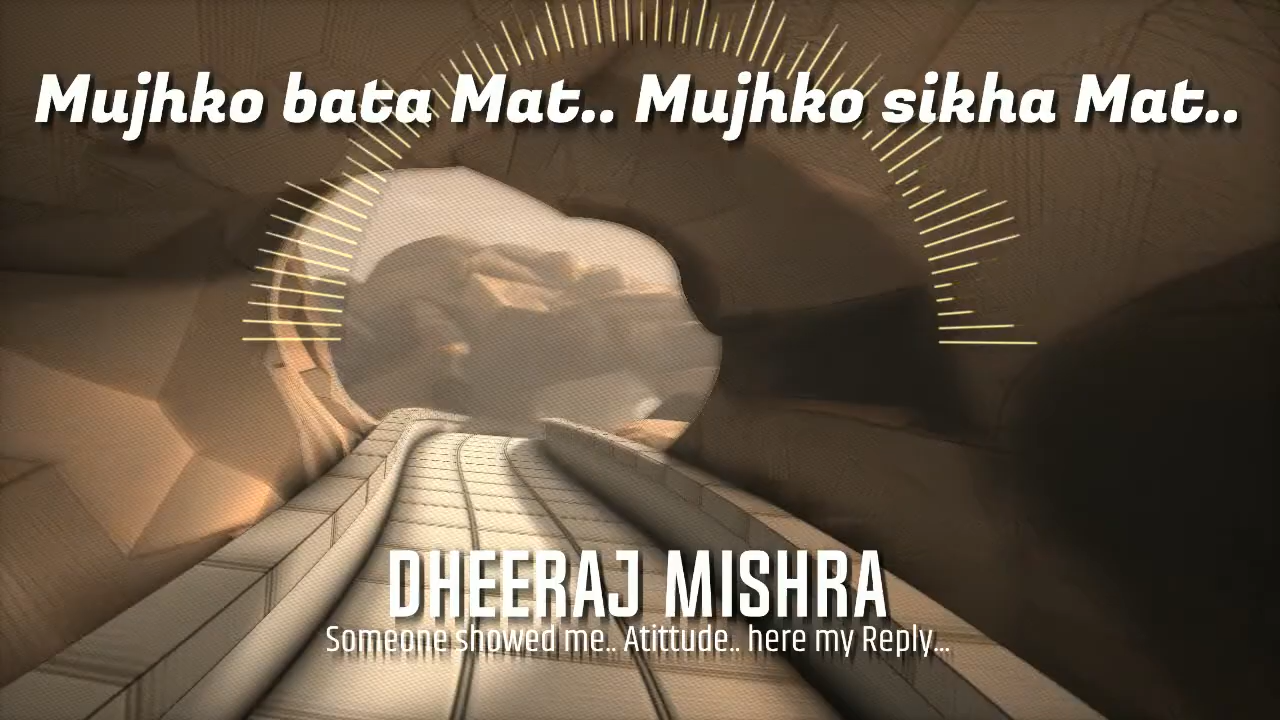 Mujhko bata Mat.. Mujhko sikha Mat..
DHEERAJ MISHRA
Someone showed me.. Atittude.. here my Reply...